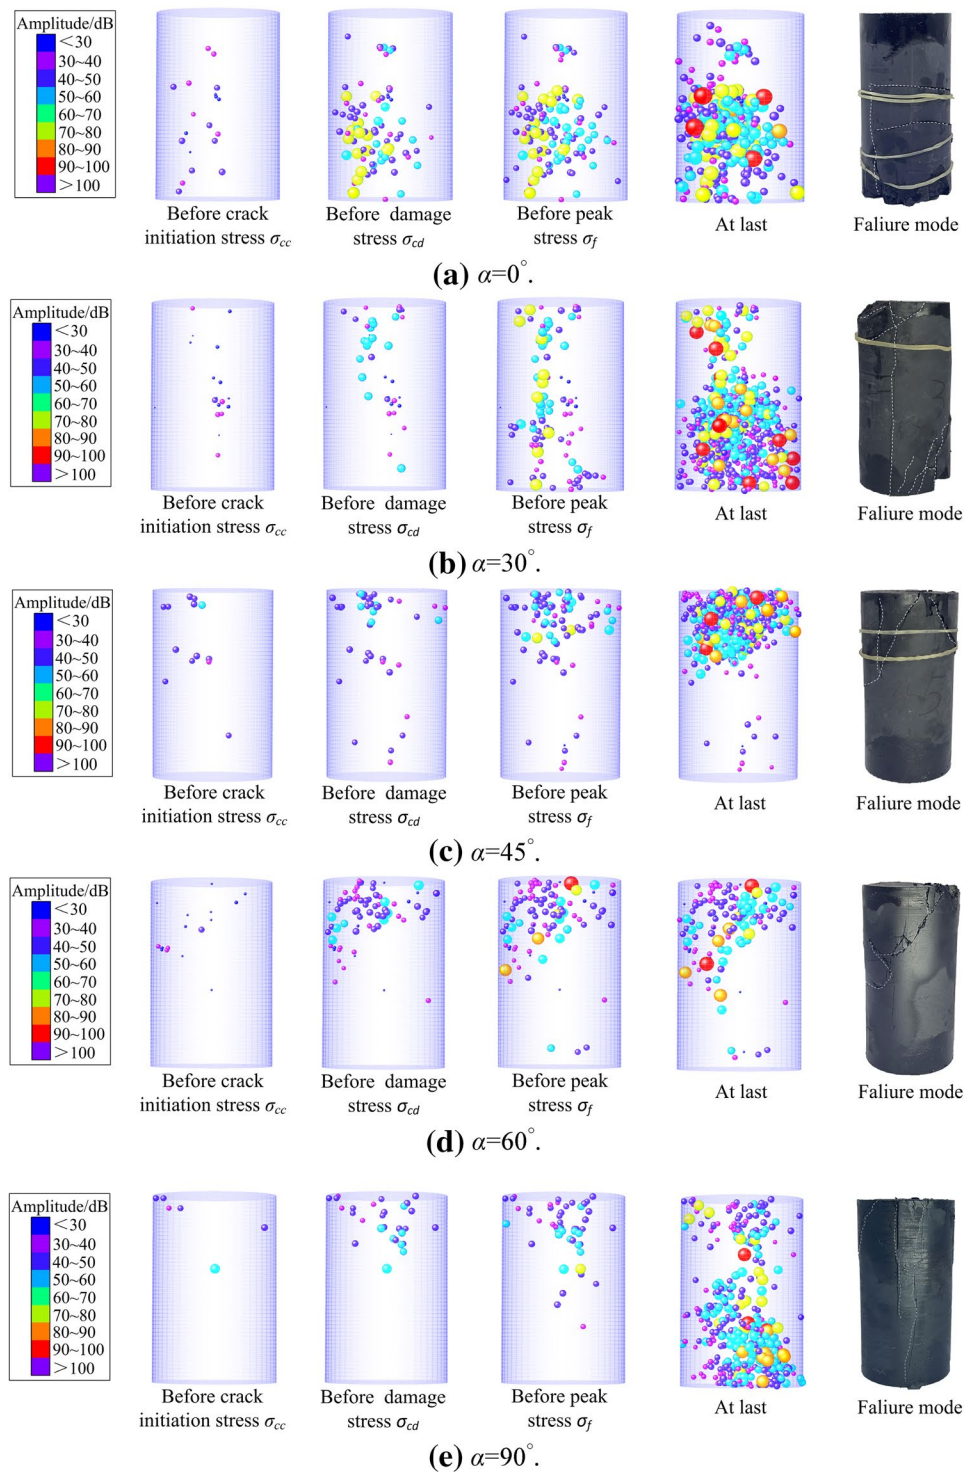 Amplitude/dB
<30
30~40
40~50
50~60
60~70
70~80
80~90
90~100
>100
Before crack
initiation stress σcc
Before damage
stress σcd
Before peak
stress σf
At last
Faliure mode
(a) α=0°.
Amplitude/dB
<30
30~40
40~50
50~60
60~70
70~80
80~90
90~100
>100
Before crack
initiation stress σcc
Before damage
stress σcd
Before peak
stress σf
At last
Faliure mode
(b) α=30°.
Amplitude/dB
<30
30~40
40~50
50~60
60~70
70~80
80~90
90~100
>100
Before crack
initiation stress σcc
Before damage
stress σcd
Before peak
stress σf
At last
Faliure mode
(c) α=45°.
Amplitude/dB
<30
30~40
40~50
50~60
60~70
70~80
80~90
90~100
>100
Before crack
initiation stress σcc
Before damage
stress σcd
Before peak
stress σf
At last
Faliure mode
(d) α=60°.
Amplitude/dB
<30
30~40
40~50
50~60
60~70
70~80
80~90
90~100
>100
Before crack
initiation stress σcc
Before damage
stress σcd
Before peak
stress σf
At last
Faliure mode
(e) α=90°.